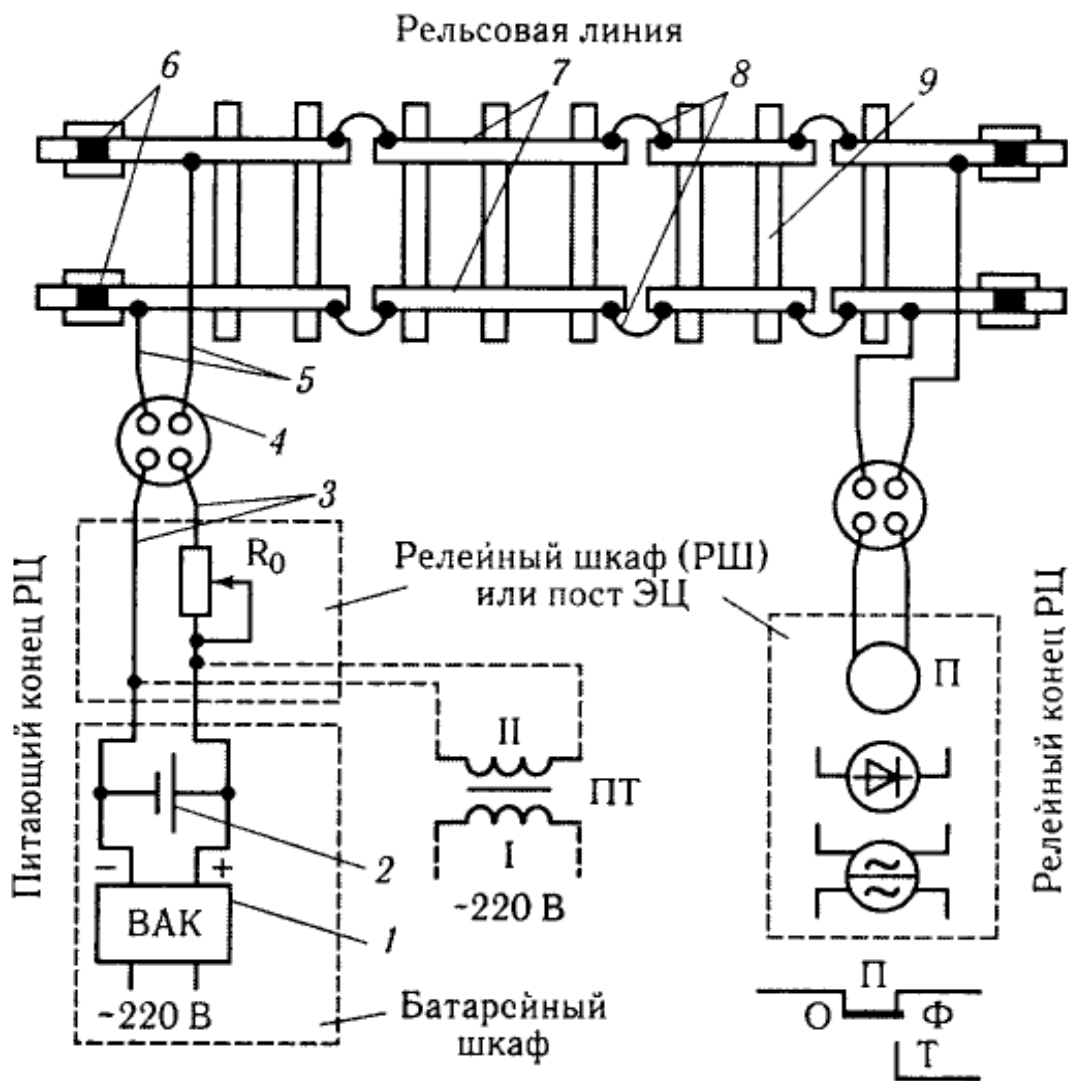 Рельсовая линия
6
7
8
9
5
4
3
R0
Релейный шкаф (РШ)
или пост ЭЦ
Питающий конец РЦ
Релейный конец РЦ
П
II
ПТ
I
~220 В
2
− +
ВАК
1
~220 В
Батарейный
шкаф
П
О Ф
Т